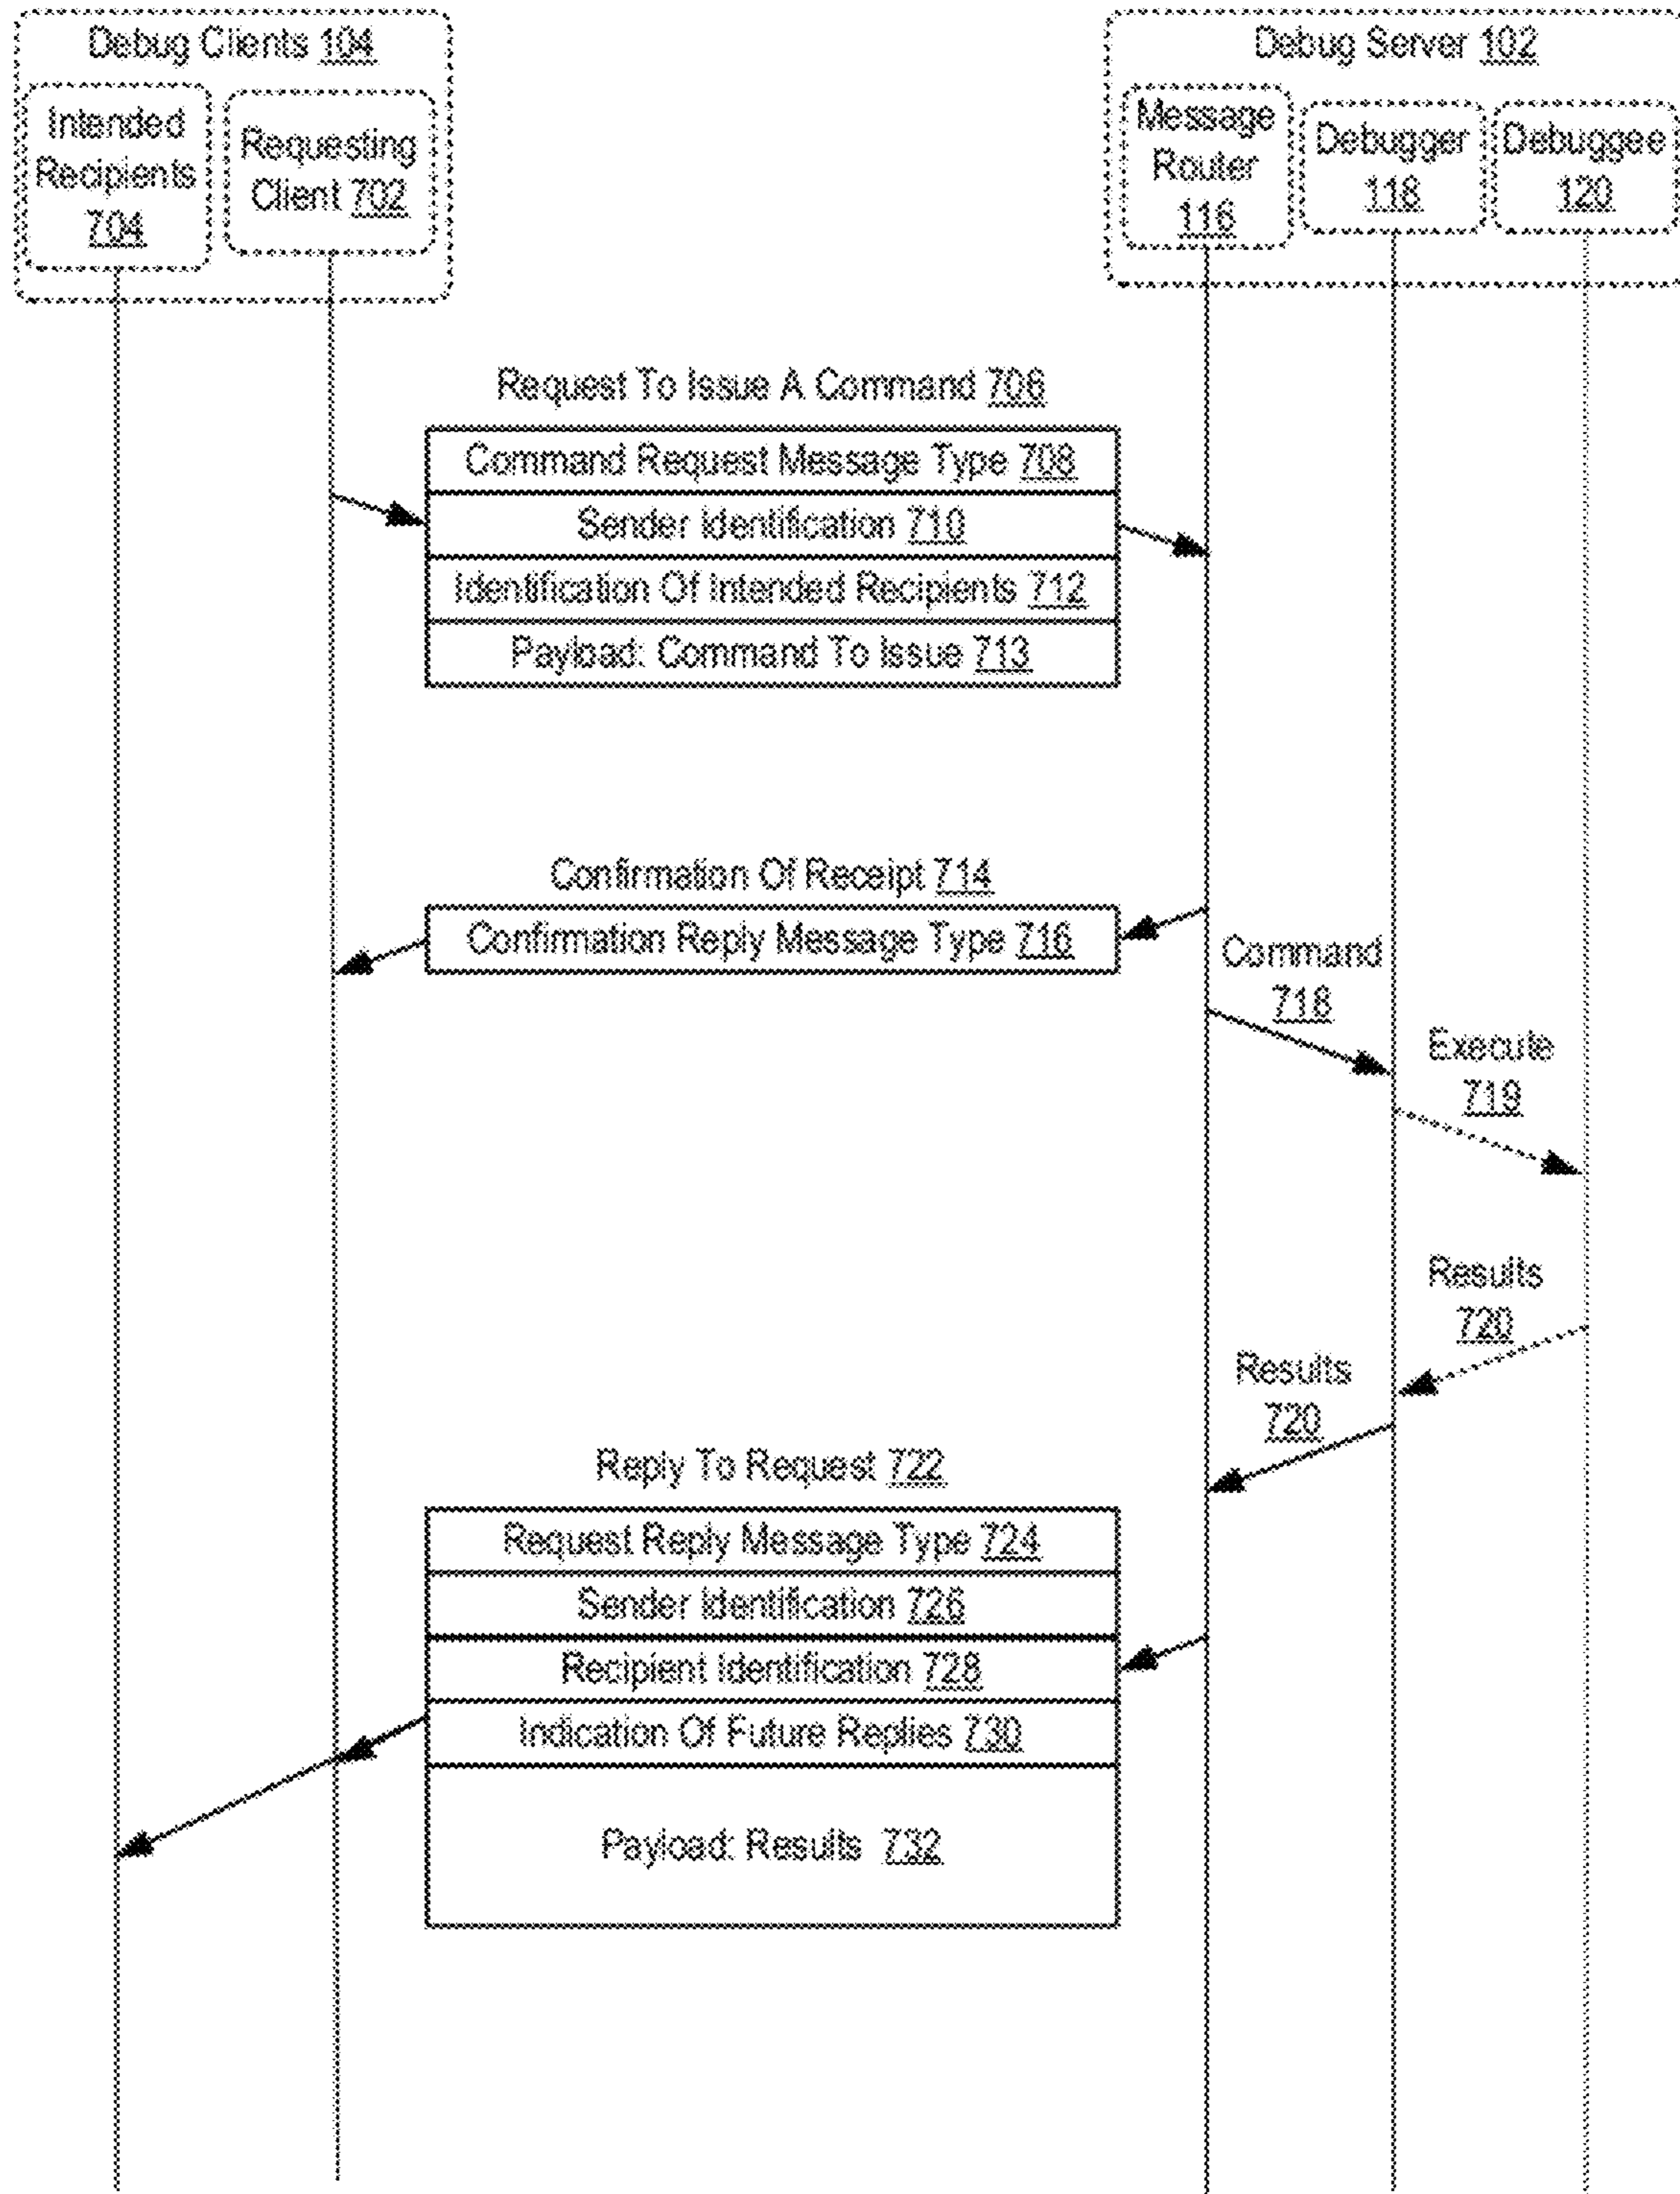 Debug Clients 104
Intended
Recipients
704
Requesting
Client 702
Debug Server 102
Message
Router
116
Debugger
118
Debuggee
120
Request To Issue A Command 706
Command Request Message Type 708
Sender Identification 710
Identification Of Intended Recipients 712
Payload: Command To Issue 713
Confirmation Of Receipt 714
Confirmation Reply Message Type 716
Command
718
Execute
719
Results
720
Results
720
Reply To Request 722
Request Reply Message Type 724
Sender Identification 726
Recipient Identification 728
Indication Of Future Replies 730
Payload: Results 732